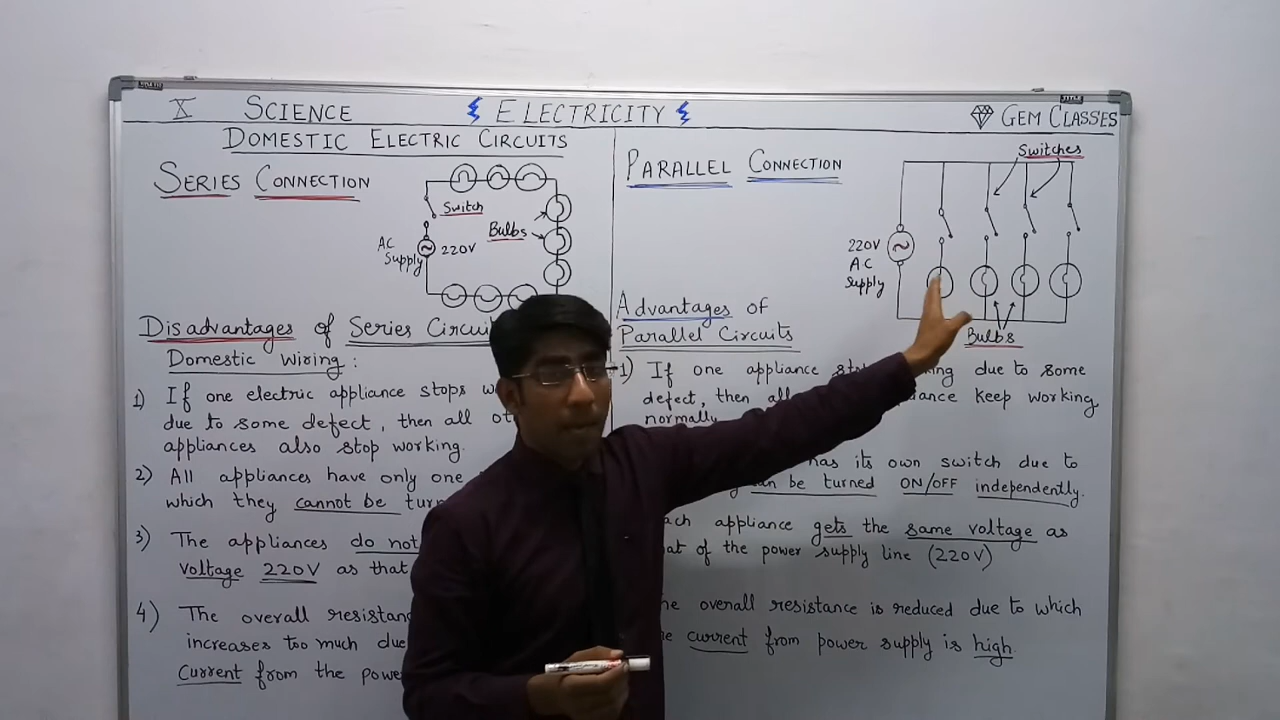 X SCIENCE ELECTRICITY GEM CLASSES
DOMESTIC ELECTRIC CIRCUITS
SERIES CONNECTION
Switch
Bulbs
AC
Supply
220V
Disadvantages of Series Circui
Domestic Wiring:
1) If one electric appliance stops w
due to some defect, then all ot
appliances also stop working.
2) All appliances have only one
which they cannot be tur
3) The appliances do not
voltage 220V as that
4) The overall resistanc
increases too much due
Current from the powe
PARALLEL CONNECTION
Switches
220V
AC
Supply
Bulbs
Advantages of
Parallel Circuits
1) If one appliance sto king due to some
defect, then all iance keep working
normally
has its own switch due to
can be turned ON/OFF independently.
ach appliance gets the same voltage as
at of the power supply line (220V)
he overall resistance is reduced due to which
e current from power supply is high.